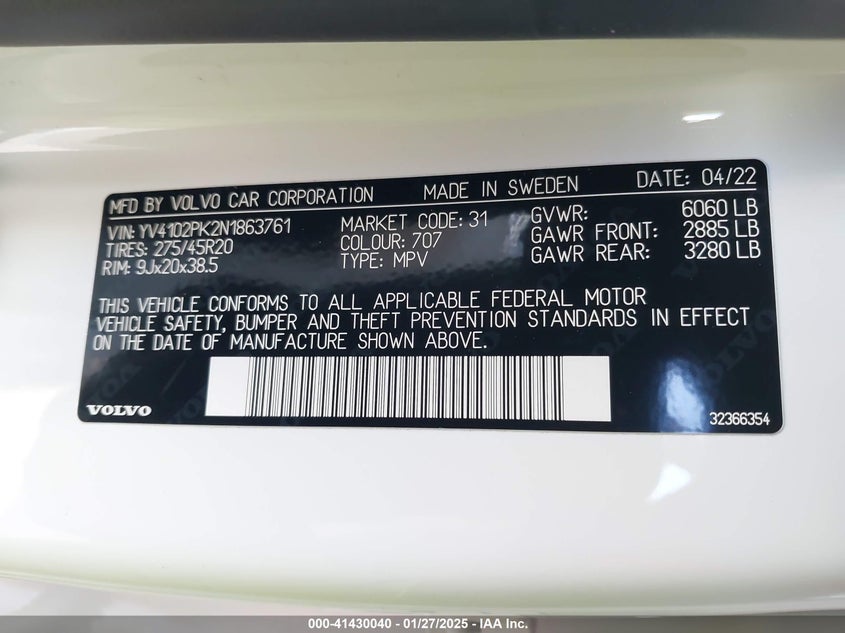 MFD BY VOLVO CAR CORPORATION MADE IN SWEDEN DATE: 04/22
VIN: YV4102PK2N1863761 MARKET CODE: 31 GVWR: 6060 LB
TIRES: 275/45R20 COLOUR: 707 GAWR FRONT: 2885 LB
RIM: 9Jx20x38.5 TYPE: MPV GAWR REAR: 3280 LB
THIS VEHICLE CONFORMS TO ALL APPLICABLE FEDERAL MOTOR
VEHICLE SAFETY, BUMPER AND THEFT PREVENTION STANDARDS IN EFFECT
ON THE DATE OF MANUFACTURE SHOWN ABOVE.
VOLVO 32366354
000-41430040 — 01/27/2025 — IAA Inc.